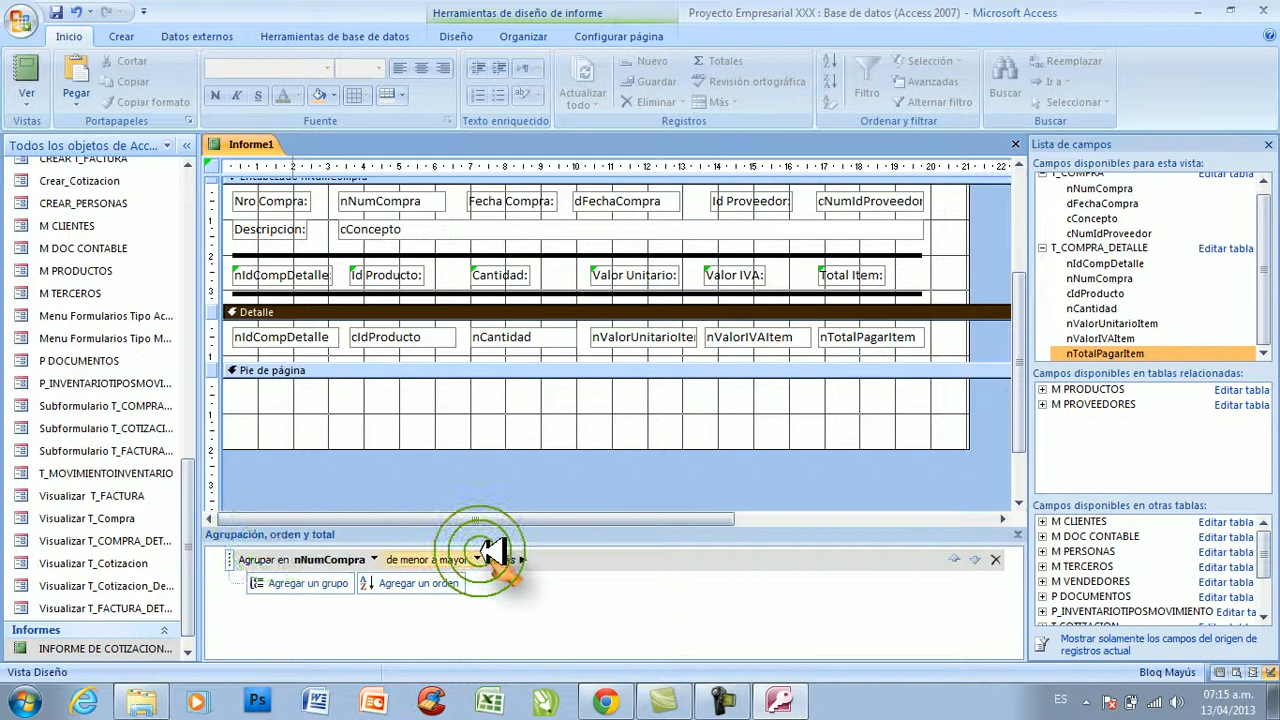 Herramientas de diseño de informe
Proyecto Empresarial XXX : Base de datos (Access 2007) - Microsoft Access
Inicio
Crear
Datos externos
Herramientas de base de datos
Diseño
Organizar
Configurar página
Ver
Vistas
Pegar
Cortar
Copiar
Copiar formato
Portapapeles
N K S
Fuente
Texto enriquecido
Actualizar todo
Nuevo
Guardar
Eliminar
Totales
Revisión ortográfica
Más
Registros
Filtro
Selección
Avanzadas
Alternar filtro
Ordenar y filtrar
Buscar
Reemplazar
Ir a
Seleccionar
Buscar
Todos los objetos de Acc...
CREAR T_FACTURA
Crear_Cotizacion
CREAR_PERSONAS
M CLIENTES
M DOC CONTABLE
M PRODUCTOS
M TERCEROS
Menu Formularios Tipo Ac...
Menu Formularios Tipo M...
P DOCUMENTOS
P_INVENTARIOTIPOSMOVI...
Subformulario T_COMPRA...
Subformulario T_COTIZAC...
Subformulario T_FACTURA...
T_MOVIMIENTOINVENTARIO
Visualizar T_FACTURA
Visualizar T_Compra
Visualizar T_COMPRA_DET...
Visualizar T_Cotizacion
Visualizar T_Cotizacion_De...
Visualizar T_FACTURA_DET...
Informes
INFORME DE COTIZACION...
Informe1
Encabezado nNumCompra
Nro Compra: nNumCompra Fecha Compra: dFechaCompra Id Proveedor: cNumIdProveedor
Descripcion: cConcepto
nIdCompDetalle: Id Producto: Cantidad: Valor Unitario: Valor IVA: Total Item:
Detalle
nIdCompDetalle cIdProducto nCantidad nValorUnitarioIter nValorIVAItem nTotalPagarItem
Pie de página
Agrupación, orden y total
Agrupar en nNumCompra de menor a mayor
Agregar un grupo
Agregar un orden
Lista de campos
Campos disponibles para esta vista:
T_COMPRA Editar tabla
nNumCompra
dFechaCompra
cConcepto
cNumIdProveedor
T_COMPRA_DETALLE Editar tabla
nIdCompDetalle
nNumCompra
cIdProducto
nCantidad
nValorUnitarioItem
nValorIVAItem
nTotalPagarItem
Campos disponibles en tablas relacionadas:
M PRODUCTOS Editar tabla
M PROVEEDORES Editar tabla
Campos disponibles en otras tablas:
M CLIENTES Editar tabla
M DOC CONTABLE Editar tabla
M PERSONAS Editar tabla
M TERCEROS Editar tabla
M VENDEDORES Editar tabla
P DOCUMENTOS Editar tabla
P_INVENTARIOTIPOSMOVIMIENTO Editar ta
T_COTIZACION Editar tabla
Mostrar solamente los campos del origen de
registros actual
Vista Diseño
Bloq Mayús
ES
07:15 a.m.
13/04/2013